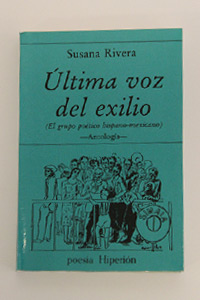 Susana Rivera
Última voz
del exilio
(El grupo poético hispano-mexicano)
—Antología—
poesía Hiperión